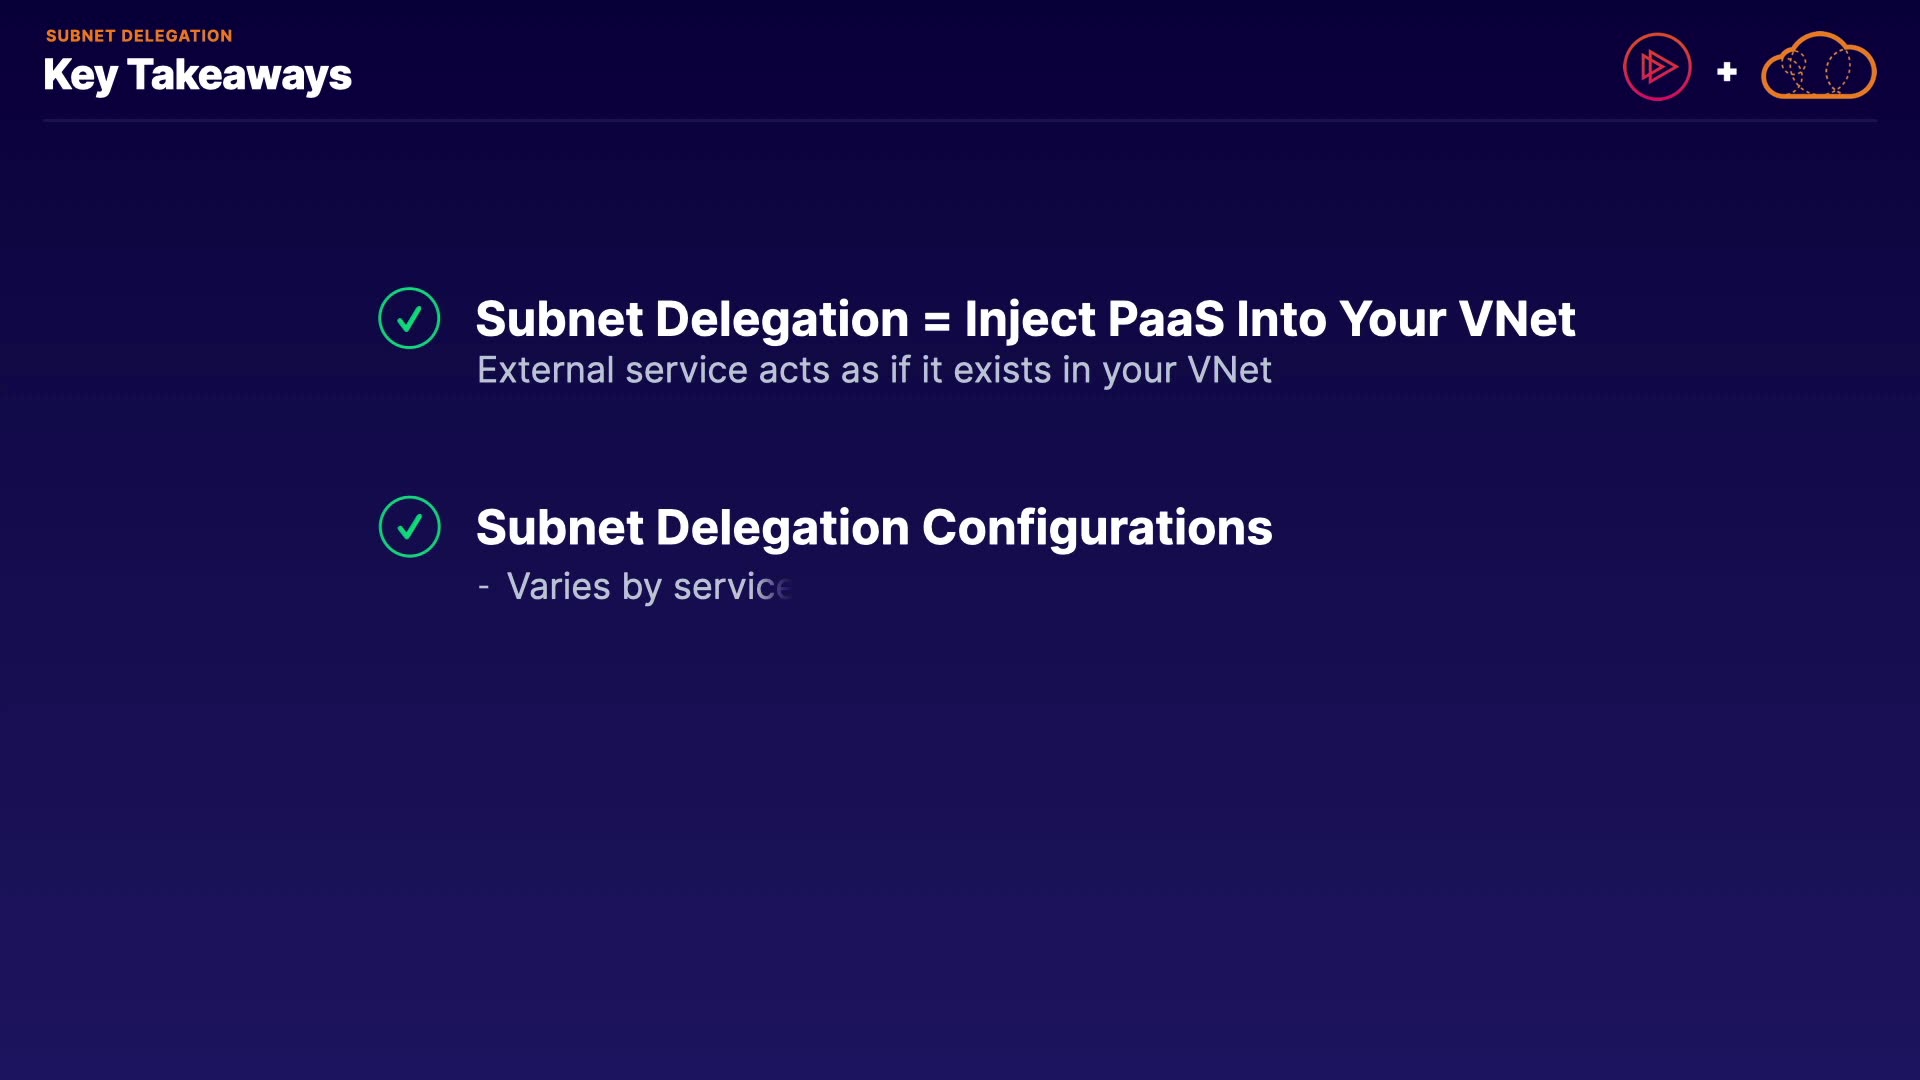 SUBNET DELEGATION
Key Takeaways
Subnet Delegation = Inject PaaS Into Your VNet
External service acts as if it exists in your VNet
Subnet Delegation Configurations
- Varies by service